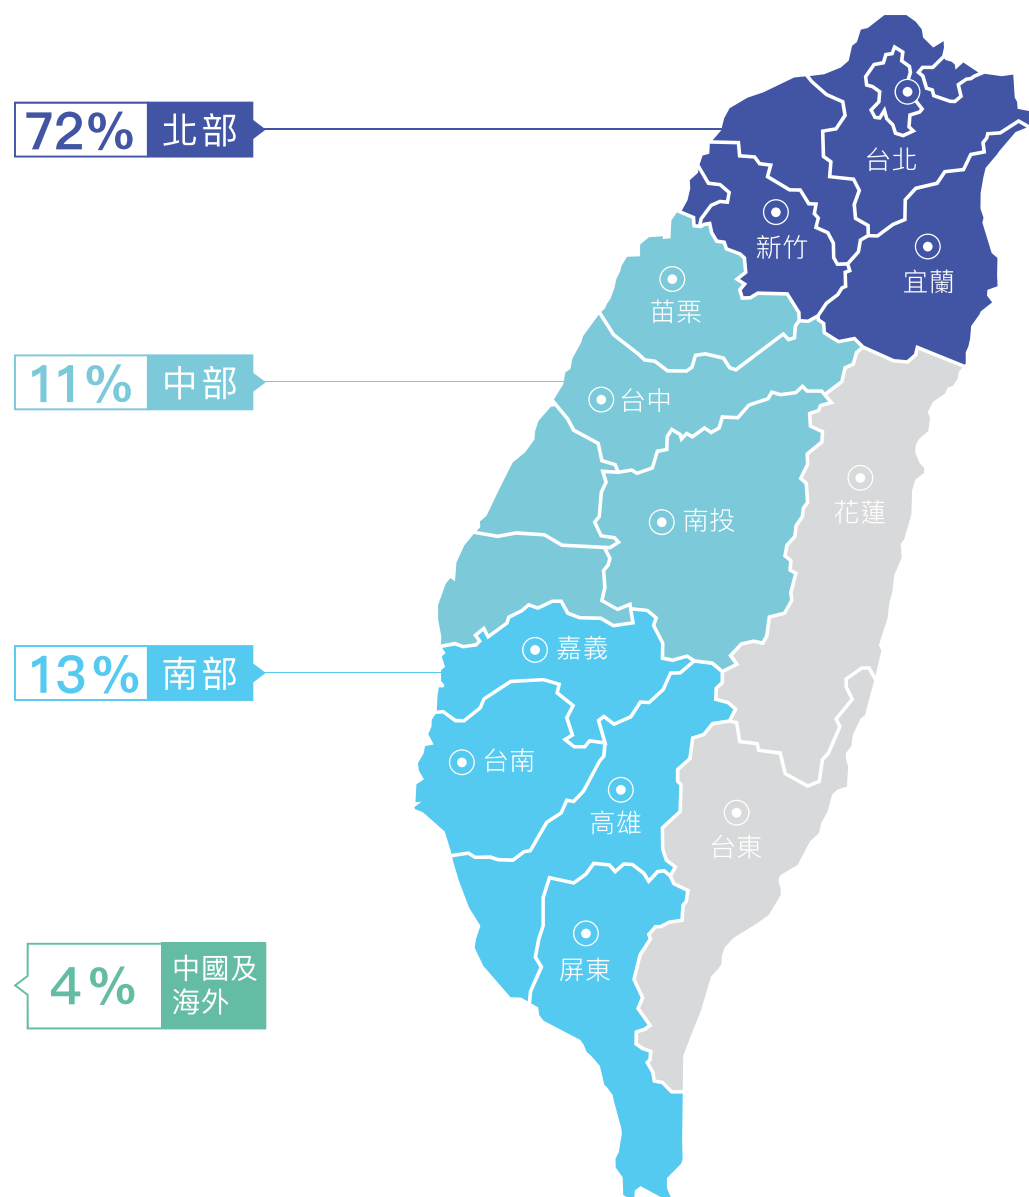 72% 北部
11% 中部
13% 南部
4% 中國及
海外
台北
新竹
宜蘭
苗栗
台中
南投
花蓮
嘉義
台南
高雄
台東
屏東